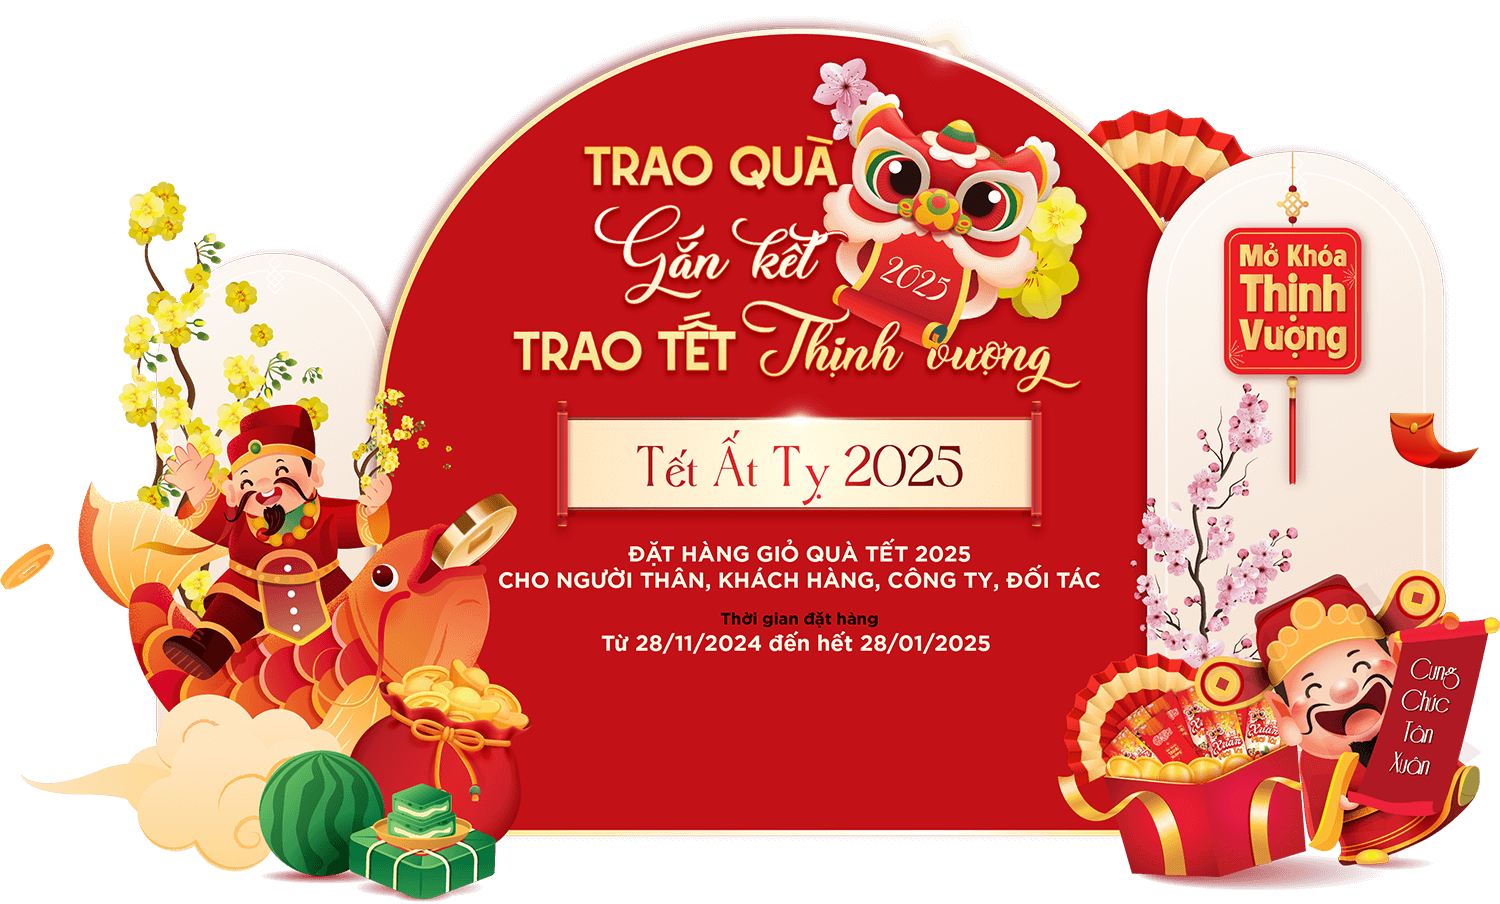 TRAO QUÀ
Gắn kết
TRAO TẾT Thịnh vượng
2025
Tết Ất Tỵ 2025
ĐẶT HÀNG GIỎ QUÀ TẾT 2025
CHO NGƯỜI THÂN, KHÁCH HÀNG, CÔNG TY, ĐỐI TÁC
Thời gian đặt hàng
Từ 28/11/2024 đến hết 28/01/2025
Mở Khóa
Thịnh
Vượng
Cung
Chúc
Tân
Xuân
Xuân
Xuân